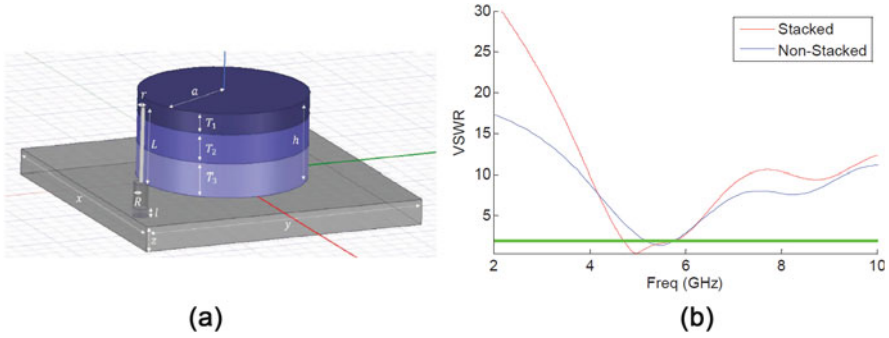 a
r
T₁
L
T₂
h
T₃
R
x
l
y
z
(a)
30
25
20
15
10
5
VSWR
Stacked
Non-Stacked
2
4
6
8
10
Freq (GHz)
(b)